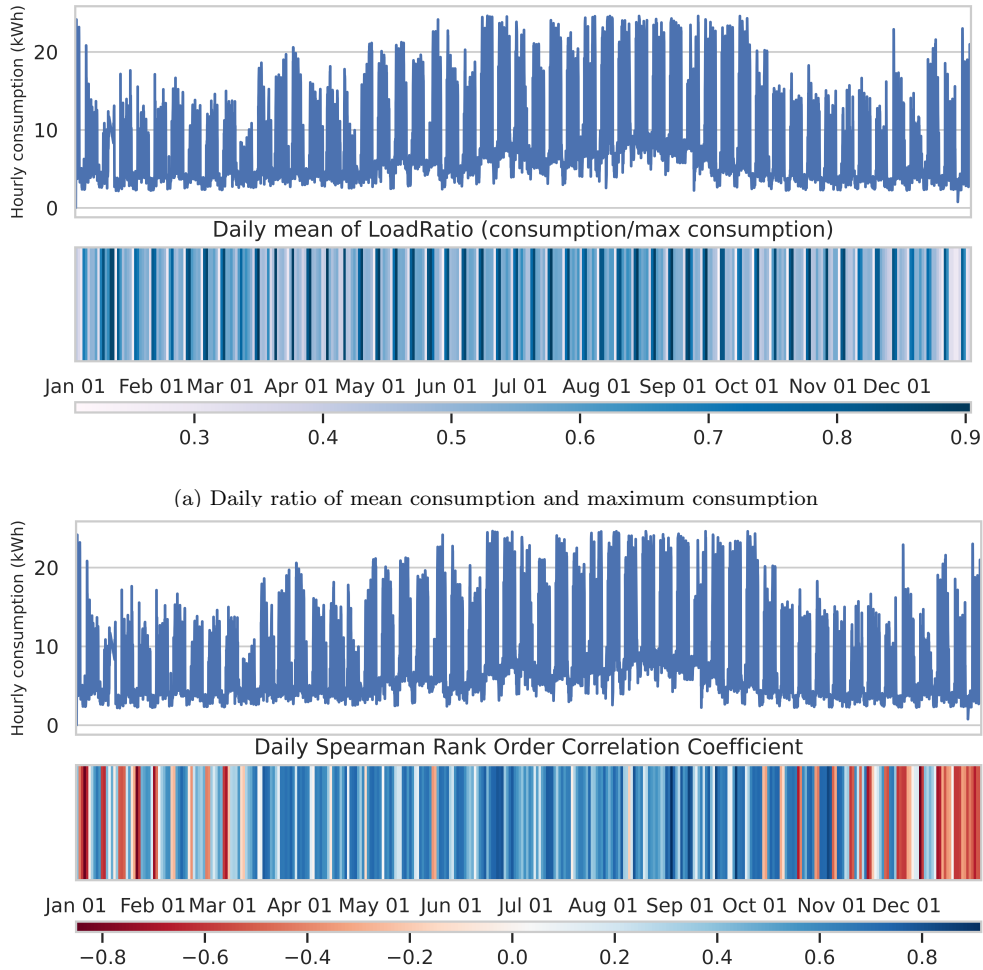 Hourly consumption (kWh)
20
10
0
Daily mean of LoadRatio (consumption/max consumption)
Jan 01 Feb 01 Mar 01 Apr 01 May 01 Jun 01 Jul 01 Aug 01 Sep 01 Oct 01 Nov 01 Dec 01
0.3 0.4 0.5 0.6 0.7 0.8 0.9
(a) Daily ratio of mean consumption and maximum consumption
Hourly consumption (kWh)
20
10
0
Daily Spearman Rank Order Correlation Coefficient
Jan 01 Feb 01 Mar 01 Apr 01 May 01 Jun 01 Jul 01 Aug 01 Sep 01 Oct 01 Nov 01 Dec 01
−0.8 −0.6 −0.4 −0.2 0.0 0.2 0.4 0.6 0.8